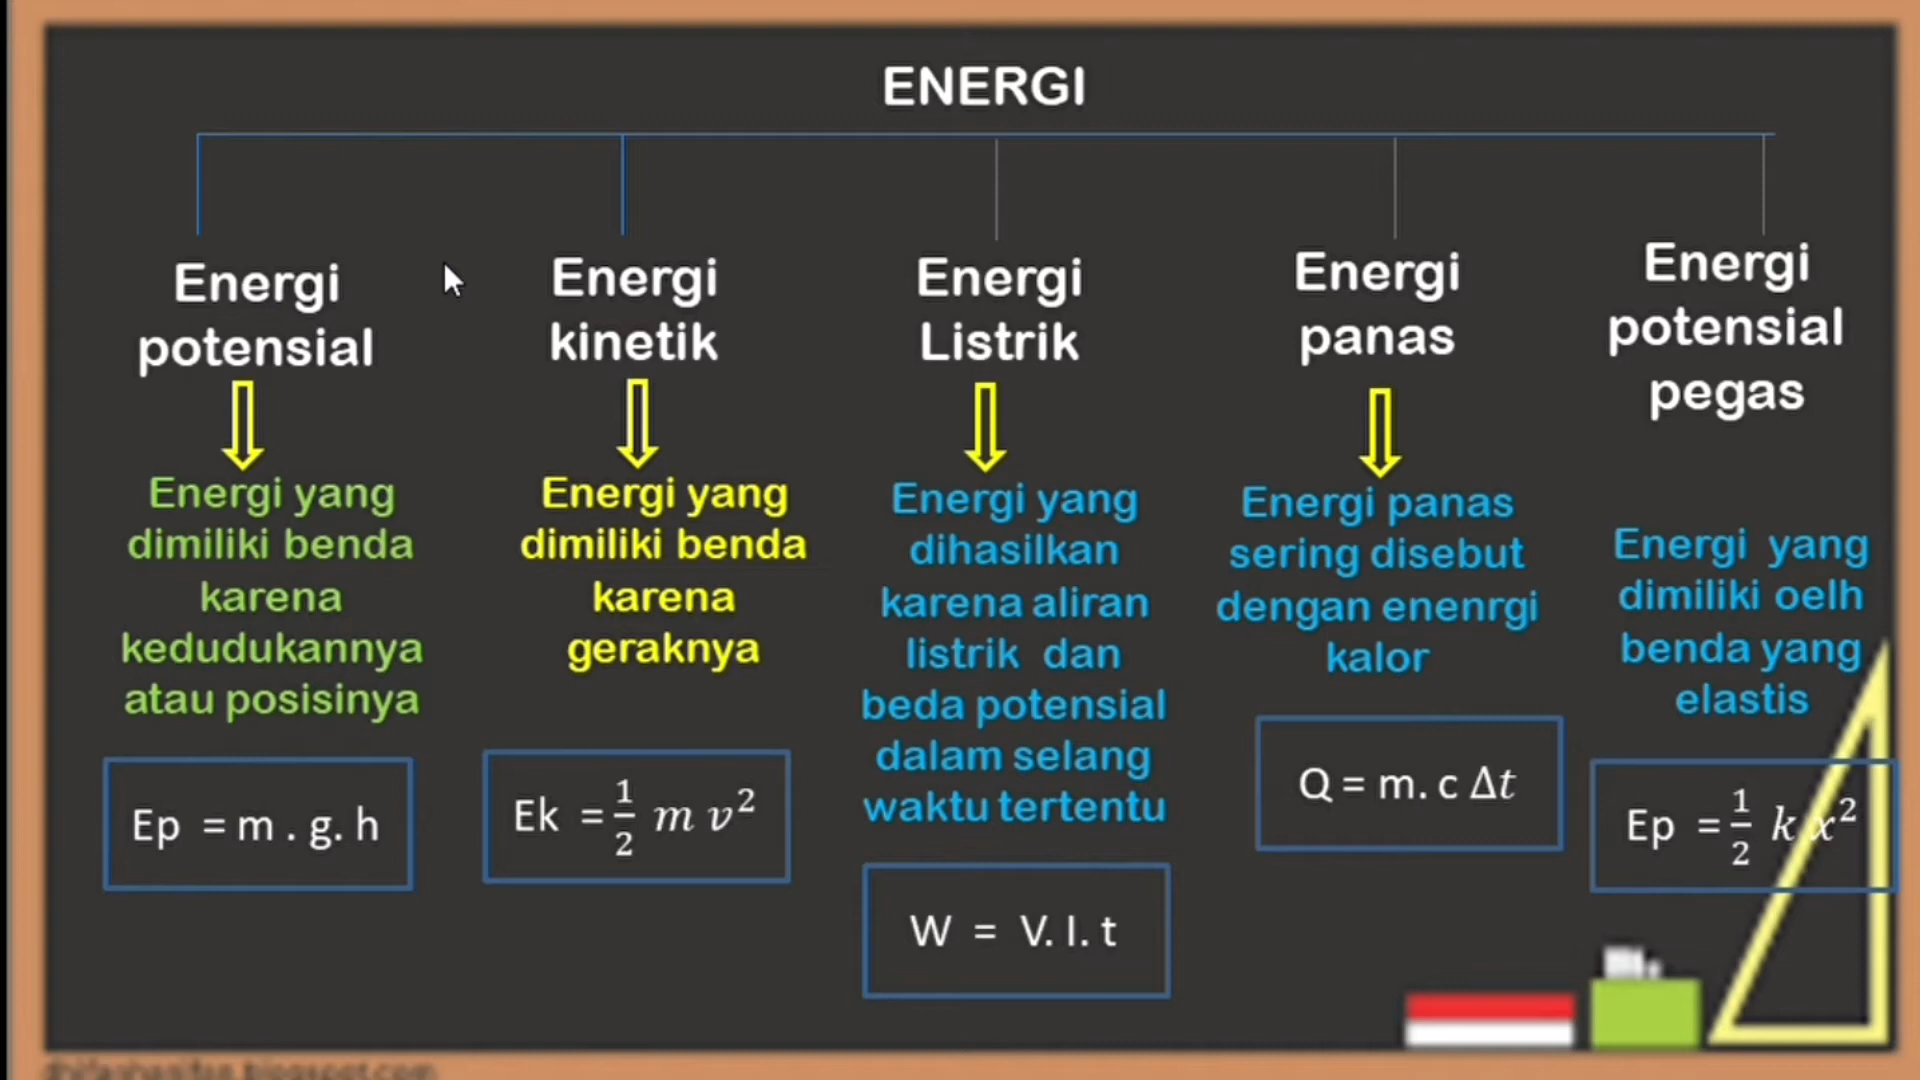 ENERGI
Energi
potensial
Energi yang
dimiliki benda
karena
kedudukannya
atau posisinya
Ep = m . g. h
Energi
kinetik
Energi yang
dimiliki benda
karena
geraknya
Ek = 1/2 m v²
Energi
Listrik
Energi yang
dihasilkan
karena aliran
listrik dan
beda potensial
dalam selang
waktu tertentu
W = V. I. t
Energi
panas
Energi panas
sering disebut
dengan enenrgi
kalor
Q = m. c Δt
Energi
potensial
pegas
Energi yang
dimiliki oelh
benda yang
elastis
Ep = 1/2 k x²